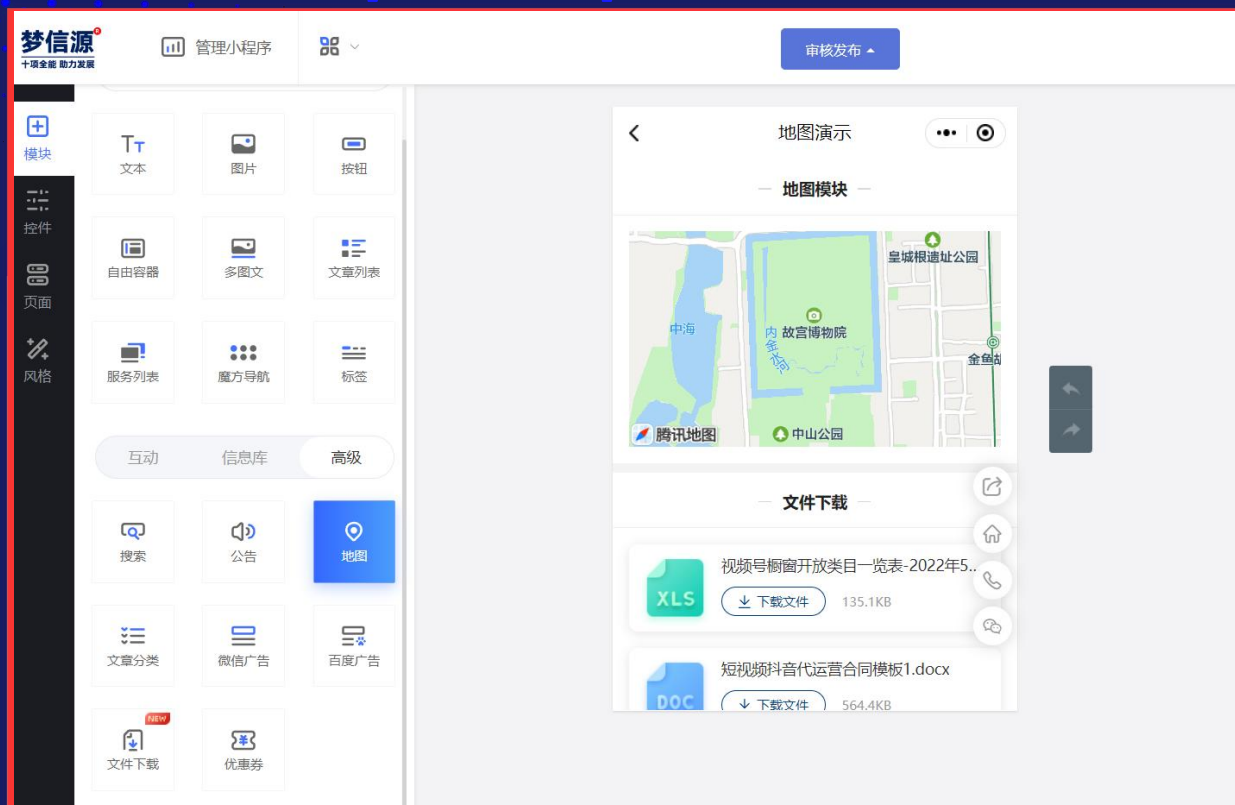 梦信源
十项全能 助力发展
管理小程序
审核发布
模块
控件
页面
风格
文本
图片
按钮
自由容器
多图文
文章列表
服务列表
魔方导航
标签
互动
信息库
高级
搜索
公告
地图
文章分类
微信广告
百度广告
NEW
文件下载
优惠券
地图演示
地图模块
皇城根遗址公园
中海
内金水河
故宫博物院
金鱼胡
腾讯地图
中山公园
文件下载
视频号橱窗开放类目一览表-2022年5..
XLS
下载文件
135.1KB
短视频抖音代运营合同模板1.docx
DOC
下载文件
564.4KB